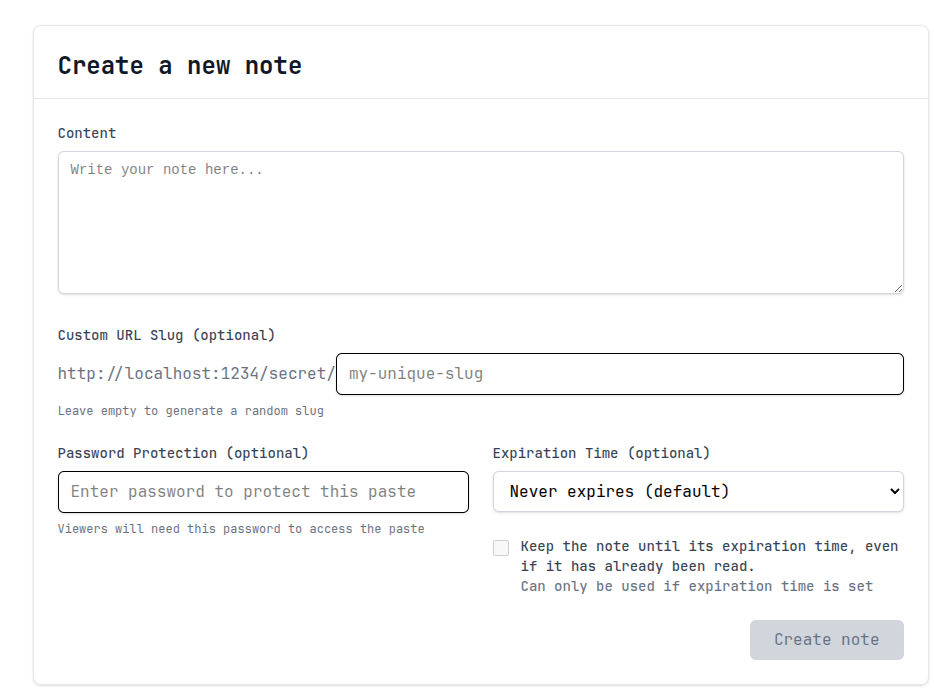 Create a new note
Content
Write your note here...
Custom URL Slug (optional)
http://localhost:1234/secret/ my-unique-slug
Leave empty to generate a random slug
Password Protection (optional)
Enter password to protect this paste
Viewers will need this password to access the paste
Expiration Time (optional)
Never expires (default)
Keep the note until its expiration time, even
if it has already been read.
Can only be used if expiration time is set
Create note